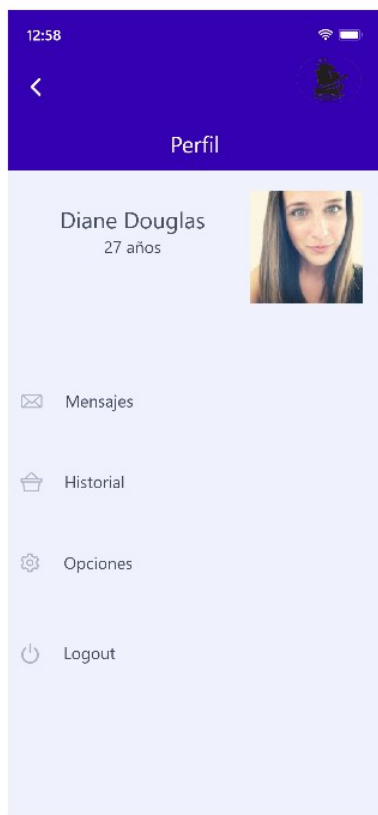 12:58
Perfil
Diane Douglas
27 años
Mensajes
Historial
Opciones
Logout